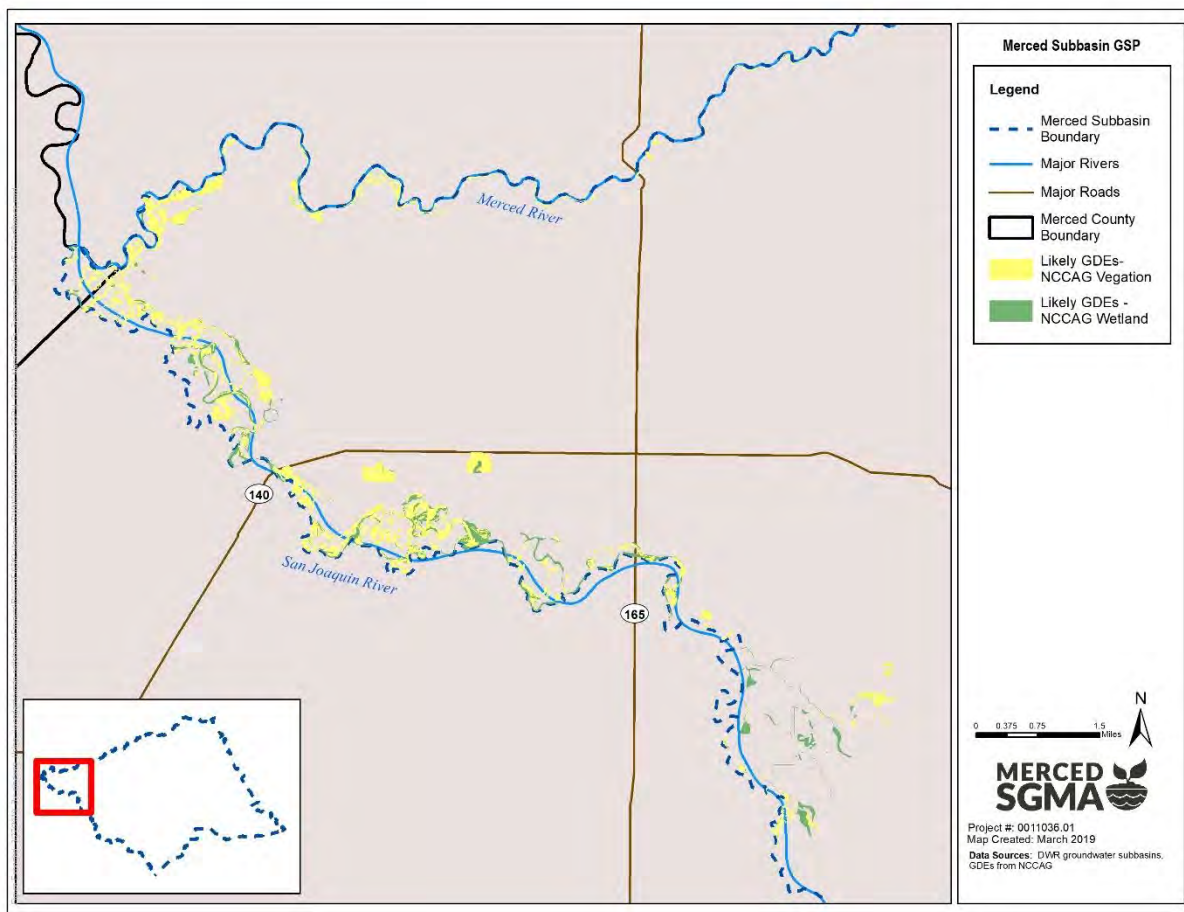 Merced River
140
San Joaquin River
165
Merced Subbasin GSP
Legend
Merced Subbasin
Boundary
Major Rivers
Major Roads
Merced County
Boundary
Likely GDEs-
NCCAG Vegation
Likely GDEs -
NCCAG Wetland
N
0 0.375 0.75 1.5
Miles
MERCED
SGMA
Project #: 0011036.01
Map Created: March 2019
Data Sources: DWR groundwater subbasins,
GDEs from NCCAG